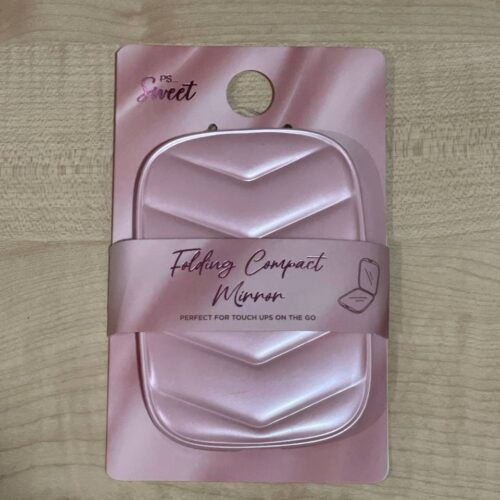 PS...
Sweet
Folding Compact
Mirror
PERFECT FOR TOUCH UPS ON THE GO